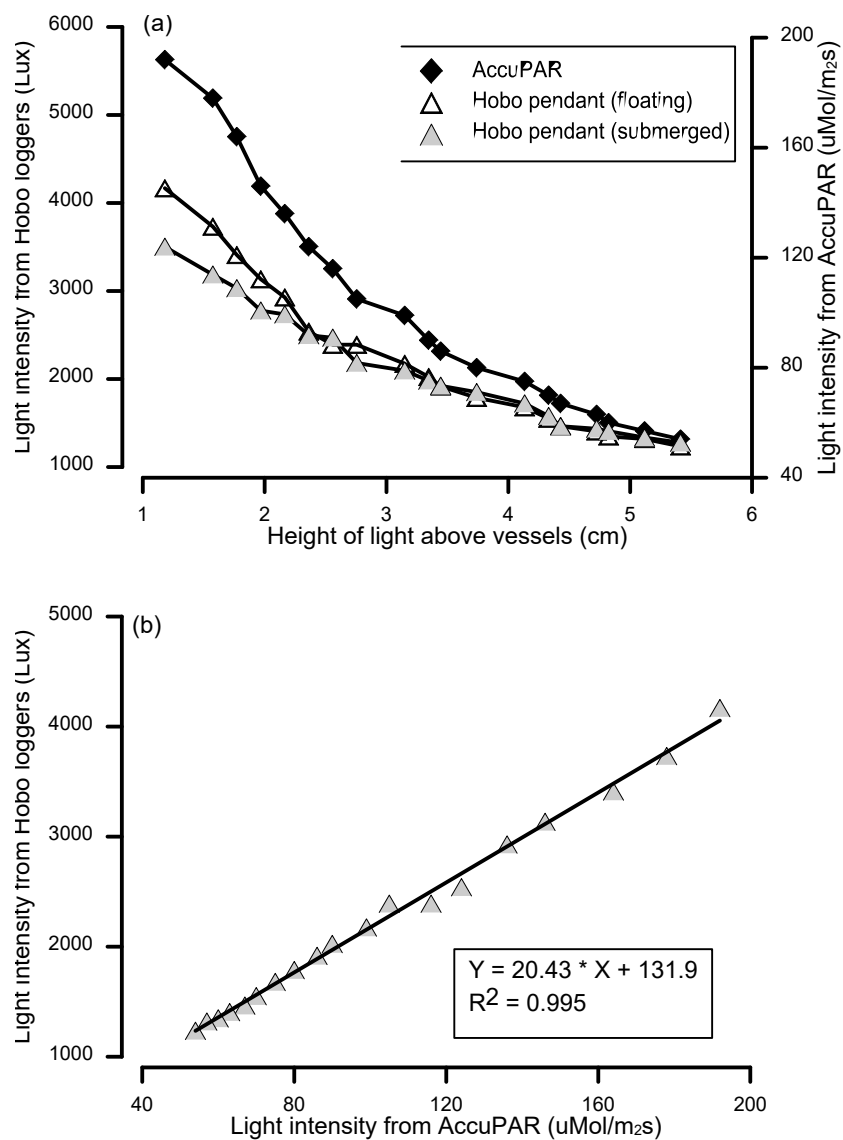 (a)
Light intensity from Hobo loggers (Lux)
6000
5000
4000
3000
2000
1000
AccuPAR
Hobo pendant (floating)
Hobo pendant (submerged)
200
160
120
80
40
Light intensity from AccuPAR (uMol/m2s)
1 2 3 4 5 6
Height of light above vessels (cm)
(b)
Light intensity from Hobo loggers (Lux)
5000
4000
3000
2000
1000
Y = 20.43 * X + 131.9
R2 = 0.995
40 80 120 160 200
Light intensity from AccuPAR (uMol/m2s)